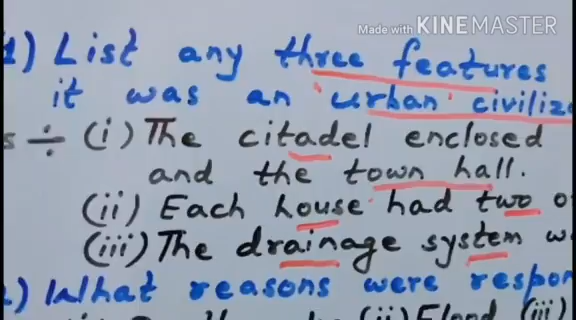 Made with KINEMASTER
1) List any three features
it was an 'urban' civiliz
s ÷ (i) The citadel enclosed
and the town hall.
(ii) Each house had two o
(iii) The drainage system w
) What reasons were respon
(ii) Flood (iii)